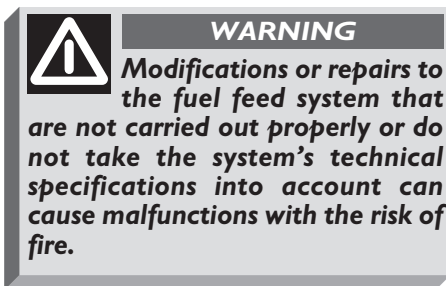 WARNING
Modifications or repairs to
the fuel feed system that
are not carried out properly or do
not take the system's technical
specifications into account can
cause malfunctions with the risk of
fire.